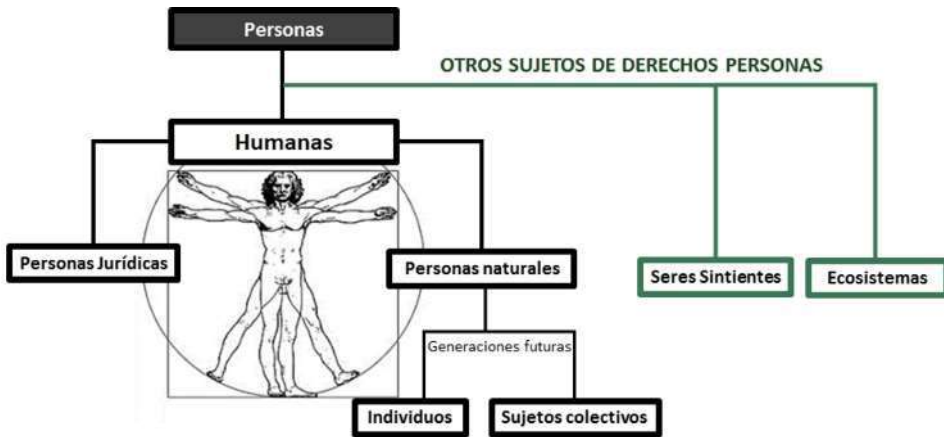 Personas
OTROS SUJETOS DE DERECHOS PERSONAS
Humanas
Personas Jurídicas
Personas naturales
Seres Sintientes
Ecosistemas
Generaciones futuras
Individuos
Sujetos colectivos